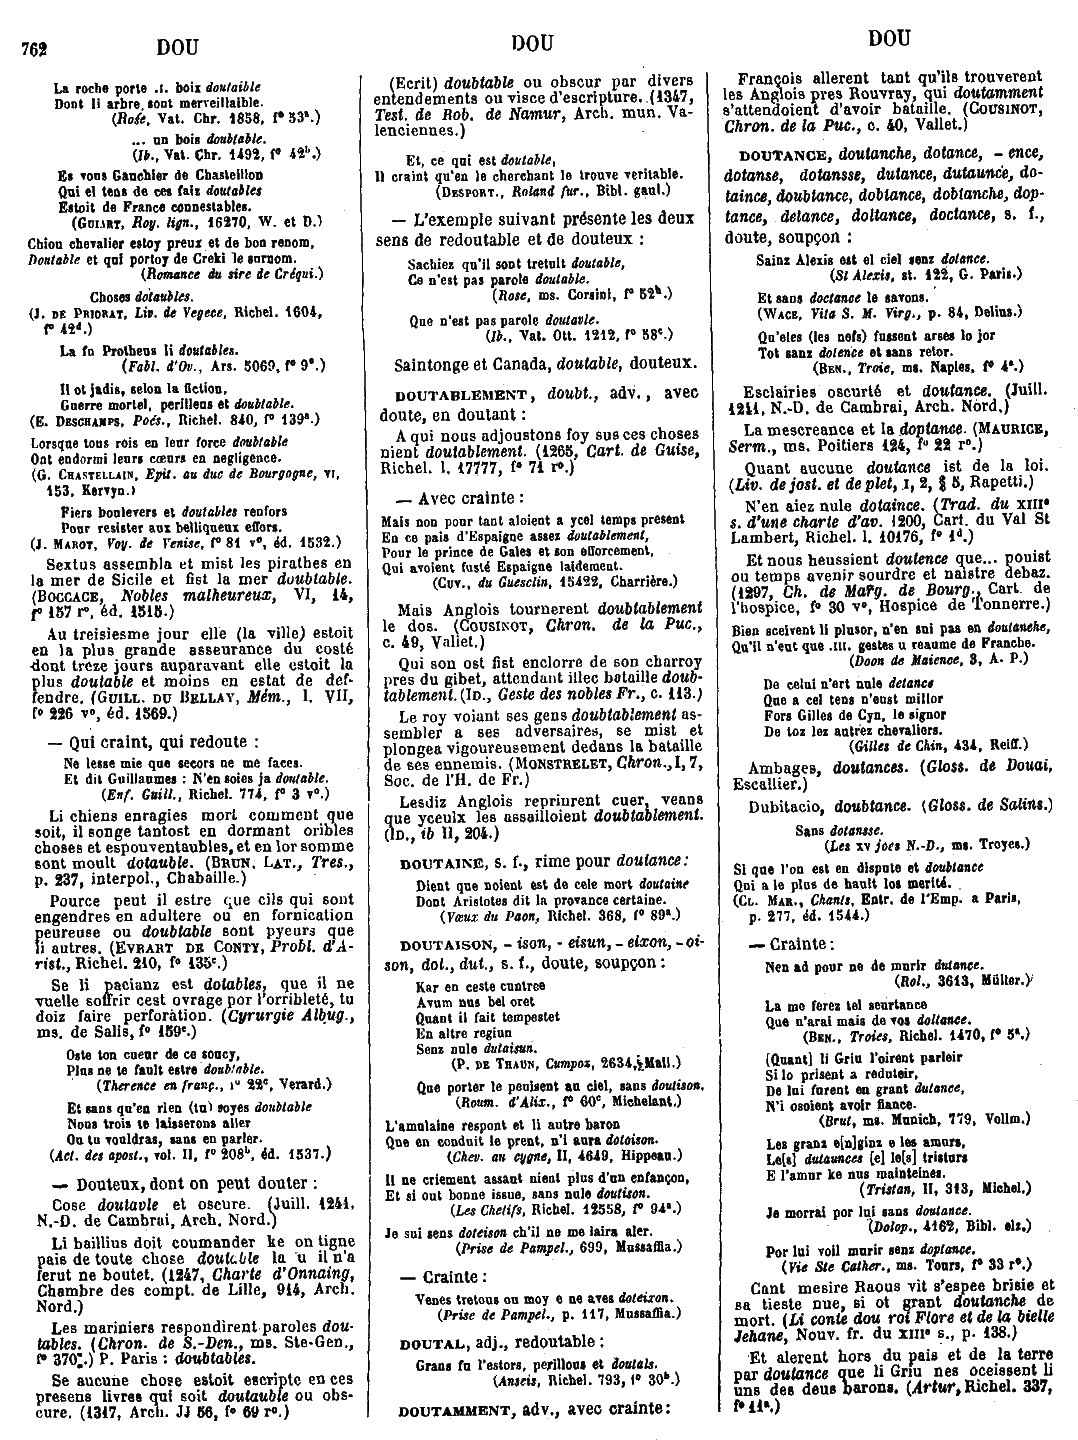 762 DOU DOU DOU
La roche porte .I. boix doutaible
Dont li arbre sont merveillaible.
(Rose, Vat. Chr. 1858, f° 53ª.)
... un bois doubtable.
(Ib., Vat. Chr. 1492, f° 42ᵇ.)
Es vous Gauchier de Chasteillon
Qui el tens de ces faiz doutables
Estoit de France connestables.
(GUIART, Roy. lign., 16270, W. et D.)
Chiou chevalier estoy preux et de bon renom,
Doutable et qui portoy de Creki le surnom.
(Romance du sire de Créqui.)
Choses dotaubles.
(J. DE PRIORAT, Liv. de Vegece, Richel. 1604,
f° 42ᵈ.)
La fu Protheus li doutables.
(Fabl. d'Ov., Ars. 5069, f° 9ª.)
Il ot jadis, selon la fiction,
Guerre mortel, perilleus et doubtable.
(E. DESCHAMPS, Poés., Richel. 840, f° 139ª.)
Lorsque tous rois en leur force doubtable
Ont endormi leurs cœurs en negligence.
(G. CHASTELLAIN, Epit. au duc de Bourgogne, VI,
153, Kervyn.)
Fiers boulevers et doutables renfors
Pour resister aux belliqueux effors.
(J. MAROT, Voy. de Venise, f° 81 v°, éd. 1532.)
Sextus assembla et mist les pirathes en
la mer de Sicile et fist la mer doubtable.
(BOCCACE, Nobles malheureux, VI, 14,
f° 157 r°, éd. 1515.)
Au treisiesme jour elle (la ville) estoit
en la plus grande asseurance du costé
dont treze jours auparavant elle estoit la
plus doutable et moins en estat de def-
fendre. (GUILL. DU BELLAY, Mém., l. VII,
f° 226 v°, éd. 1569.)
— Qui craint, qui redoute :
Ne lesse mie que secors ne me faces.
Et dit Guillaumes : N'en soies ja doutable.
(Enf. Guill., Richel. 774, f° 3 v°.)
Li chiens enragies mort comment que
soit, il songe tantost en dormant oribles
choses et espouventaubles, et en lor somme
sont moult dotauble. (BRUN. LAT., Tres.,
p. 237, interpol., Chabaille.)
Pource peut il estre que cils qui sont
engendres en adultere ou en fornication
peureuse ou doubtable sont pyeurs que
li autres. (EVRART DE CONTY, Probl. d'A-
rist., Richel. 210, f° 135ᶜ.)
Se li pacianz est dotables, que il ne
vuelle soffrir cest ovrage por l'orribleté, tu
doiz faire perforation. (Cyrurgie Albug.,
ms. de Salis, f° 159ᶜ.)
Oste ton cueur de ce soucy,
Plus ne te fault estre doubtable.
(Therence en franç., f° 22ᶜ, Verard.)
Et sans qu'en rien (tu) soyes doubtable
Nous trois te laisserons aller
Ou tu vouldras, sans en parler.
(Act. des apost., vol. II, f° 208ᵇ, éd. 1537.)
— Douteux, dont on peut douter :
Cose doutavle et oscure. (Juill. 1241,
N.-D. de Cambrai, Arch. Nord.)
Li baillius doit coumander ke on tigne
pais de toute chose doutable la u il n'a
ferut ne boutet. (1247, Charte d'Onnaing,
Chambre des compt. de Lille, 914, Arch.
Nord.)
Les mariniers respondirent paroles dou-
tables. (Chron. de S.-Den., ms. Ste-Gen.,
f° 370.) P. Paris : doubtables.
Se aucune chose estoit escripte en ces
presens livres qui soit doutauble ou obs-
cure. (1317, Arch. JJ 56, f° 69 r°.)
(Ecrit) doubtable ou obscur par divers
entendements ou visce d'escripture. (1347,
Test. de Rob. de Namur, Arch. mun. Va-
lenciennes.)
Et, ce qui est doutable,
Il craint qu'en le cherchant le trouve veritable.
(DESPORT., Roland fur., Bibl. gaul.)
— L'exemple suivant présente les deux
sens de redoutable et de douteux :
Sachiez qu'il sont tretuit doutable,
Ce n'est pas parole doutable.
(Rose, ms. Corsini, f° 52ᵇ.)
Que n'est pas parole doutavle.
(Ib., Vat. Ott. 1212, f° 58ᶜ.)
Saintonge et Canada, doutable, douteux.
DOUTABLEMENT, doubt., adv., avec
doute, en doutant :
A qui nous adjoustons foy sus ces choses
nient doutablement. (1265, Cart. de Guise,
Richel. l. 17777, f° 71 r°.)
— Avec crainte :
Mais non pour tant aloient a ycel temps present
En ce pais d'Espaigne assez doutablement,
Pour le prince de Gales et son efforcement,
Qui avoient fusté Espaigne laidement.
(CUV., du Guesclin, 15422, Charrière.)
Mais Anglois tournerent doubtablement
le dos. (COUSINOT, Chron. de la Puc.,
c. 49, Vallet.)
Qui son ost fist enclorre de son charroy
pres du gibet, attendant illec bataille doub-
tablement. (ID., Geste des nobles Fr., c. 113.)
Le roy voiant ses gens doubtablement as-
sembler a ses adversaires, se mist et
plongea vigoureusement dedans la bataille
de ses ennemis. (MONSTRELET, Chron., I, 7,
Soc. de l'H. de Fr.)
Lesdiz Anglois reprinrent cuer, veans
que yceulx les assailloient doubtablement.
(ID., ib II, 204.)
DOUTAINE, s. f., rime pour doutance :
Dient que noient est de cele mort doutaine
Dont Aristotes dit la provance certaine.
(Vœux du Paon, Richel. 368, f° 89ª.)
DOUTAISON, - ison, - eisun, - eixon, - oi-
son, dol., dut., s. f., doute, soupçon :
Kar en ceste cuntree
Avum nus bel oret
Quant il fait tempestet
En altre regiun
Senz nule dutaisun.
(P. DE THAUN, Cumpoz, 2634, Mall.)
Que porter le peuisent au ciel, sans doutison.
(Roum. d'Alix., f° 60ᶜ, Michelant.)
L'amulaine respont et li autre baron
Que en conduit le prent, n'i aura dotoison.
(Chev. au cygne, II, 4649, Hippeau.)
Il ne criement assaut nient plus d'un enfançon,
Et si out bonne issue, sans nule doutison.
(Les Chetifs, Richel. 12558, f° 94ª.)
Je sui sens doteison ch'il ne me laira aler.
(Prise de Pampel., 699, Mussafia.)
— Crainte :
Venes tretous ou moy e ne aves doteixon.
(Prise de Pampel., p. 117, Mussafia.)
DOUTAL, adj., redoutable :
Grans fu l'estors, perillous et doutals.
(Anseis, Richel. 793, f° 30ᵇ.)
DOUTAMMENT, adv., avec crainte :
François allerent tant qu'ils trouverent
les Anglois pres Rouvray, qui doutamment
s'attendoient d'avoir bataille. (COUSINOT,
Chron. de la Puc., c. 40, Vallet.)
DOUTANCE, doutanche, dotance, - ence,
dotanse, dotansse, dutance, dutaunce, do-
taince, doubtance, dobtance, dobtanche, dop-
tance, detance, doltance, doctance, s. f.,
doute, soupçon :
Sainz Alexis est el ciel senz dotance.
(St Alexis, st. 122, G. Paris.)
Et sans doctance le savons.
(WACE, Vita S. M. Virg., p. 84, Delius.)
Qu'eles (les nefs) fussent arses lo jor
Tot sanz dotence et sans retor.
(BEN., Troie, ms. Naples, f° 4ª.)
Esclairies oscurté et doutance. (Juill.
1241, N.-D. de Cambrai, Arch. Nord.)
La mescreance et la doptance. (MAURICE,
Serm., ms. Poitiers 124, f° 22 r°.)
Quant aucune doutance ist de la loi.
(Liv. de jost. et de plet, I, 2, § 5, Rapetti.)
N'en aiez nule dotaince. (Trad. du XIIIᵉ
s. d'une charte d'av. 1200, Cart. du Val St
Lambert, Richel. l. 10176, f° 1ᵈ.)
Et nous heussient doutence que... pouist
ou temps avenir sourdre et naistre debaz.
(1297, Ch. de Marg. de Bourg., Cart. de
l'hospice, f° 30 v°, Hospice de Tonnerre.)
Bien sceivent li plusor, n'en sui pas en doutanche,
Qu'il n'eut que .III. gestes u reaume de Franche.
(Doon de Maience, 3, A. P.)
De celui n'ert nule detance
Que a cel tens n'eust millor
Fors Gilles de Cyn, le signor
De toz les autres chevaliers.
(Gilles de Chin, 434, Reiff.)
Ambages, doutances. (Gloss. de Douai,
Escallier.)
Dubitacio, doubtance. (Gloss. de Salins.)
Sans dotansse.
(Les XV joes N.-D., ms. Troyes.)
Si que l'on est en dispute et doubtance
Qui a le plus de hault los merité.
(CL. MAR., Chants, Entr. de l'Emp. a Paris,
p. 277, éd. 1544.)
— Crainte :
Nen ad pour ne de murir dutance.
(Rol., 3613, Müller.)
La me ferez tel seurtance
Que n'arai mais de vos doltance.
(BEN., Troies, Richel. 1470, f° 5ª.)
(Quant) li Griu l'oirent parleir
Si lo prisent a reduteir,
De lui furent en grant dutance,
N'i osoient avoir fiance.
(Brut, ms. Munich, 779, Vollm.)
Les granz e[n]ginz e les amurs,
Le[s] dutaunces [e] le[s] tristurs
E l'amur ke nus mainteines.
(Tristan, II, 313, Michel.)
Je morrai por lui sans doutance.
(Dolop., 4162, Bibl. elz.)
Por lui voil murir senz doptance.
(Vie Ste Cather., ms. Tours, f° 33 r°.)
Cant mesire Raous vit s'espee brisie et
sa tieste nue, si ot grant doutanche de
mort. (Li conte dou roi Flore et de la bielle
Jehane, Nouv. fr. du XIIIᵉ s., p. 138.)
Et alerent hors du pais et de la terre
par doutance que li Griu nes oceissent li
uns des deus barons. (Artur, Richel. 337,
f° 11ª.)